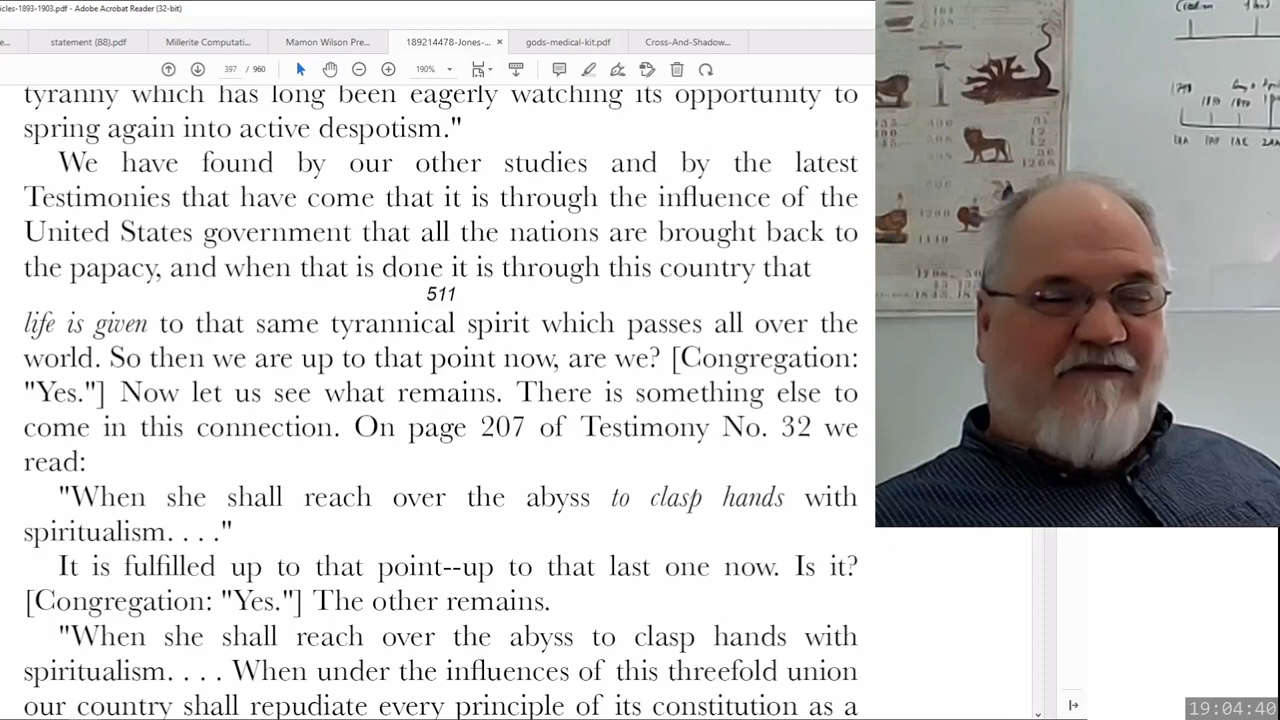 cles-1893-1903.pdf - Adobe Acrobat Reader (32-bit)
e... statement (88).pdf Millerite Computati... Mamon Wilson Pre... 189214478-Jones-... × gods-medical-kit.pdf Cross-And-Shadow...
397 / 960 190%
tyranny which has long been eagerly watching its opportunity to
spring again into active despotism."
We have found by our other studies and by the latest
Testimonies that have come that it is through the influence of the
United States government that all the nations are brought back to
the papacy, and when that is done it is through this country that
511
life is given to that same tyrannical spirit which passes all over the
world. So then we are up to that point now, are we? [Congregation:
"Yes."] Now let us see what remains. There is something else to
come in this connection. On page 207 of Testimony No. 32 we
read:
"When she shall reach over the abyss to clasp hands with
spiritualism. . . ."
It is fulfilled up to that point--up to that last one now. Is it?
[Congregation: "Yes."] The other remains.
"When she shall reach over the abyss to clasp hands with
spiritualism. . . . When under the influences of this threefold union
our country shall repudiate every principle of its constitution as a
19:04:40